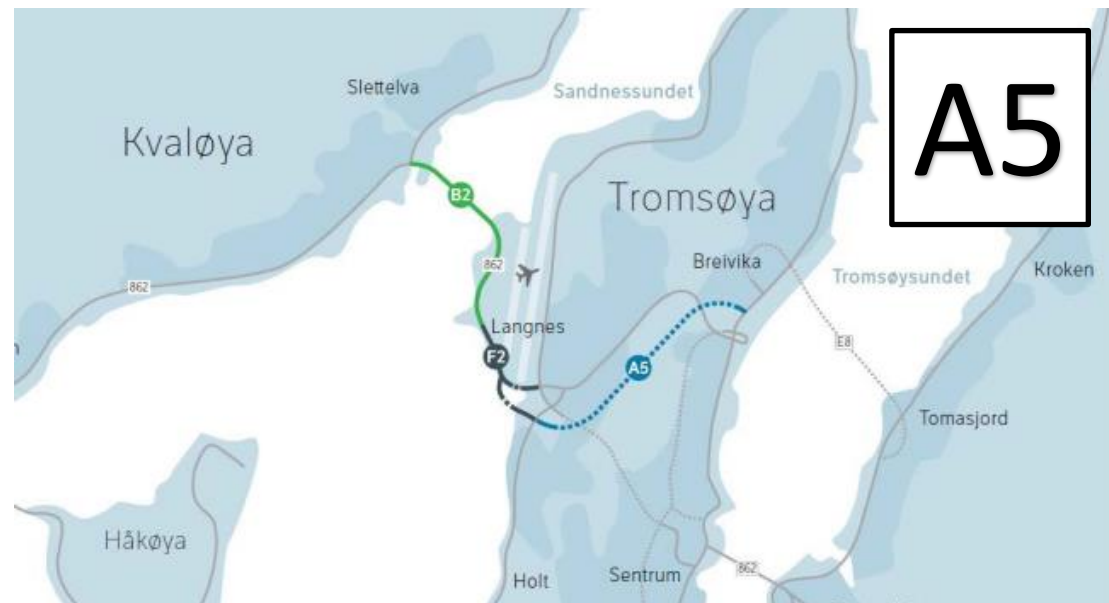 A5
Slettelva
Sandnessundet
Kvaløya
B2
Tromsøya
862
Breivika
Kroken
Tromsøysundet
862
Langnes
E8
F2
A5
Tomasjord
Håkøya
Holt
Sentrum
862